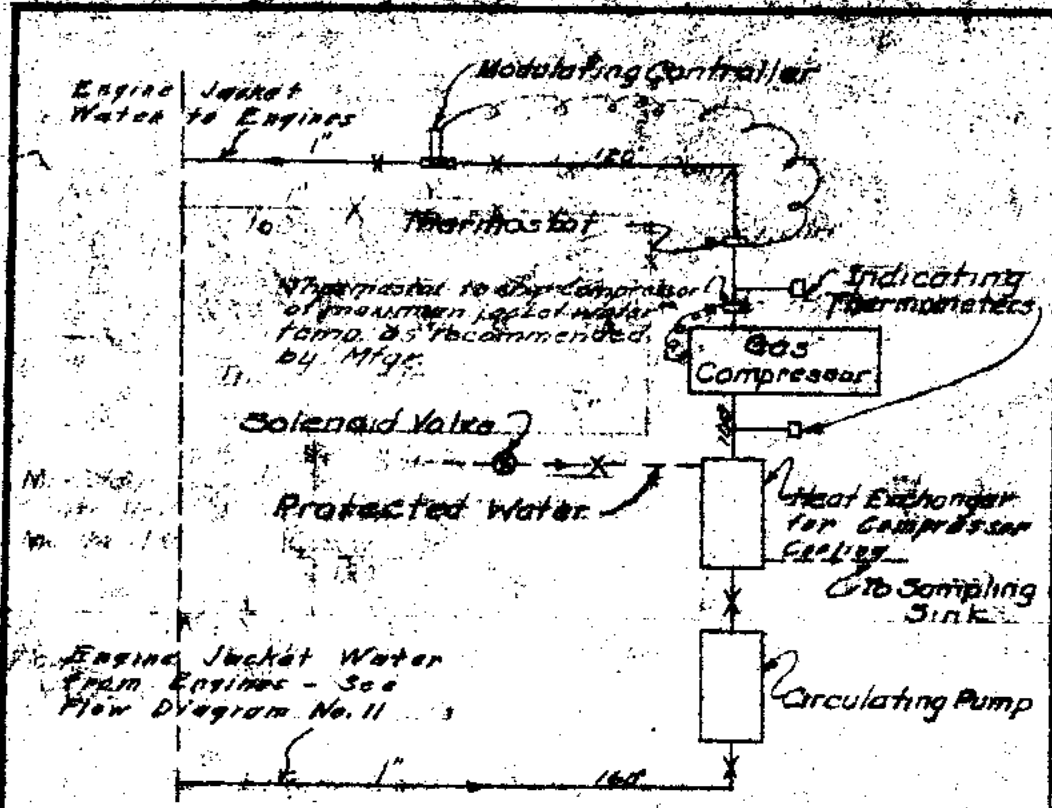 Modulating Controller
Engine Jacket
Water to Engines
1"
120°
To
Thermostat
Indicating
Thermometers
Thermostat to stop Compressor
at maximum jacket water
temp. as recommended
by Mfgr.
Gas
Compressor
Solenoid Valve
Protected Water
Heat Exchanger
for Compressor
Cooling
To Sampling
Sink
Engine Jacket Water
From Engines - See
Flow Diagram No. 11
Circulating Pump
1"
160°